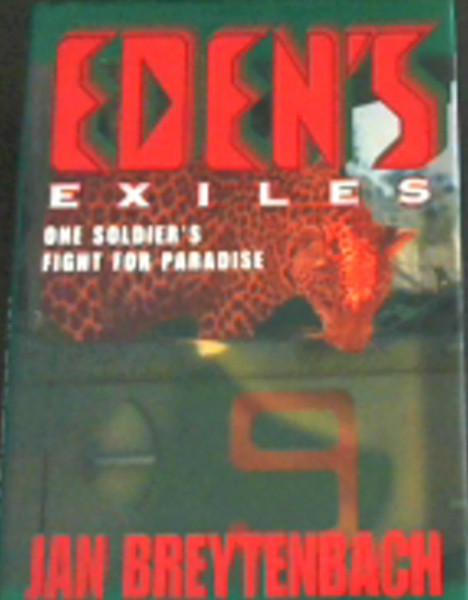 EDEN'S
EXILES
ONE SOLDIER'S
FIGHT FOR PARADISE
9
JAN BREYTENBACH